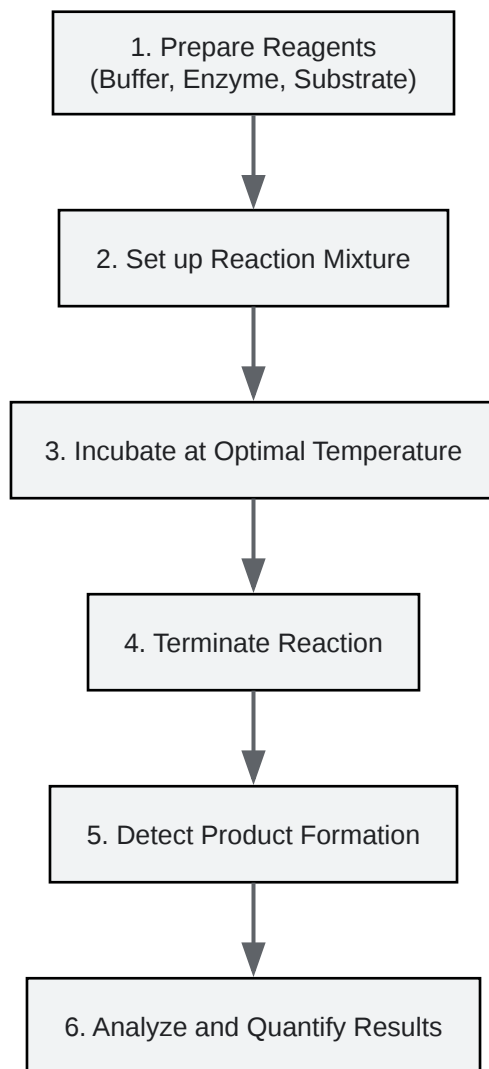 1. Prepare Reagents
(Buffer, Enzyme, Substrate)
2. Set up Reaction Mixture
3. Incubate at Optimal Temperature
4. Terminate Reaction
5. Detect Product Formation
6. Analyze and Quantify Results